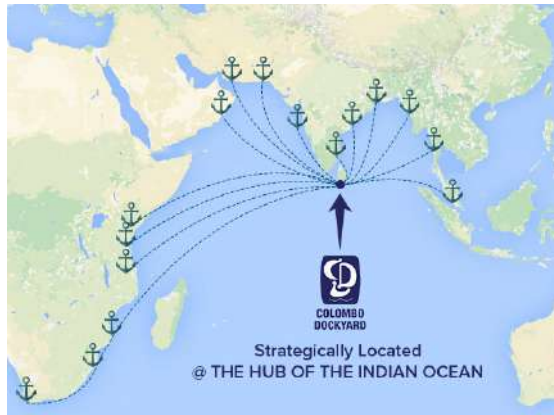 COLOMBO
DOCKYARD
Strategically Located
@ THE HUB OF THE INDIAN OCEAN